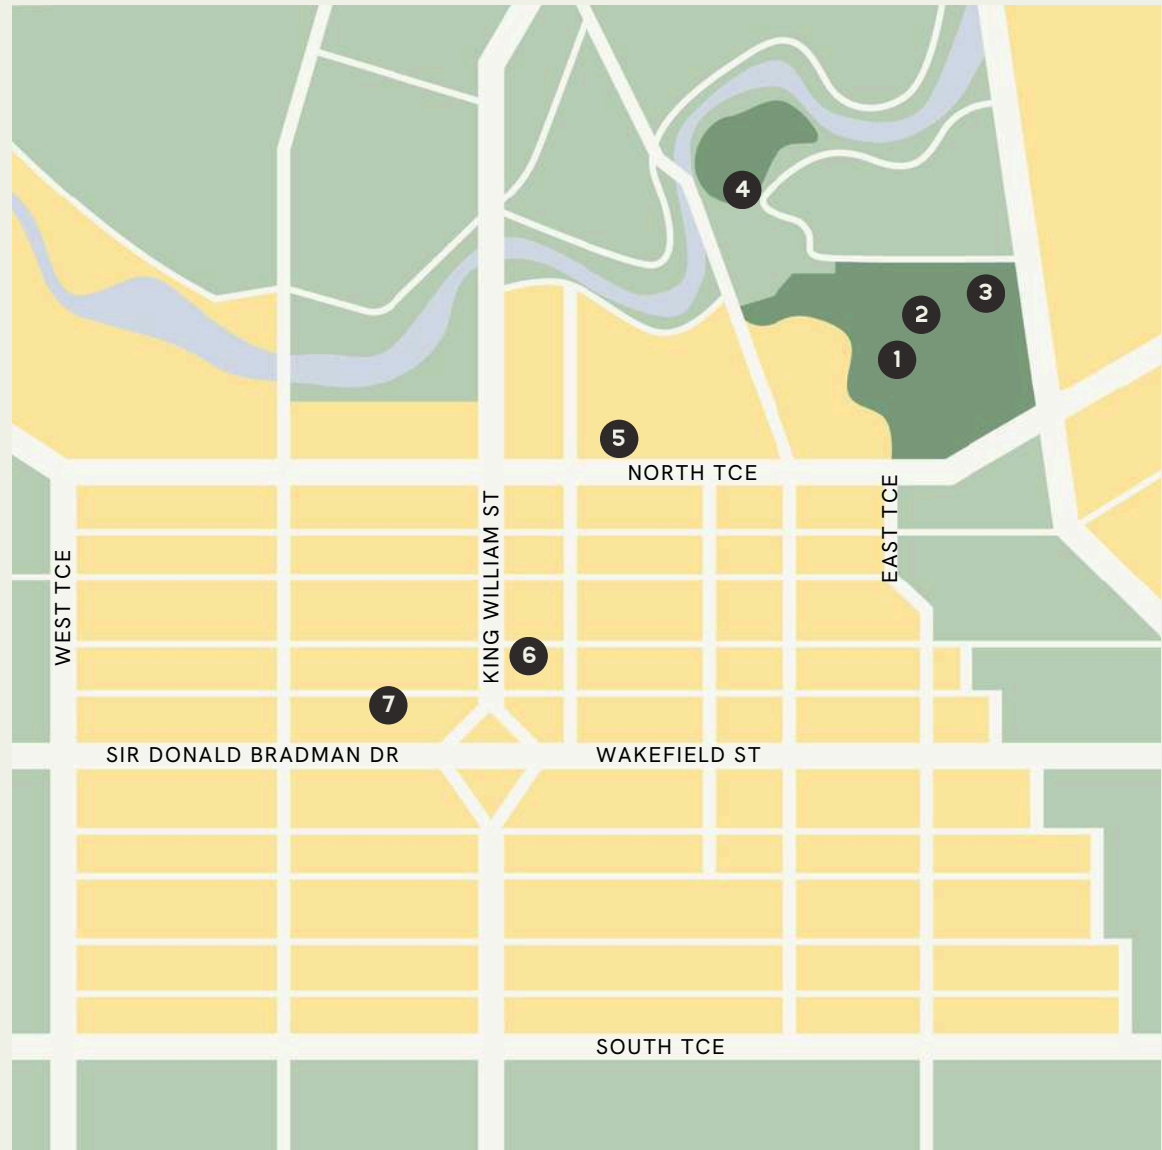 4
3
2
1
5
NORTH TCE
EAST TCE
KING WILLIAM ST
WEST TCE
6
7
SIR DONALD BRADMAN DR
WAKEFIELD ST
SOUTH TCE